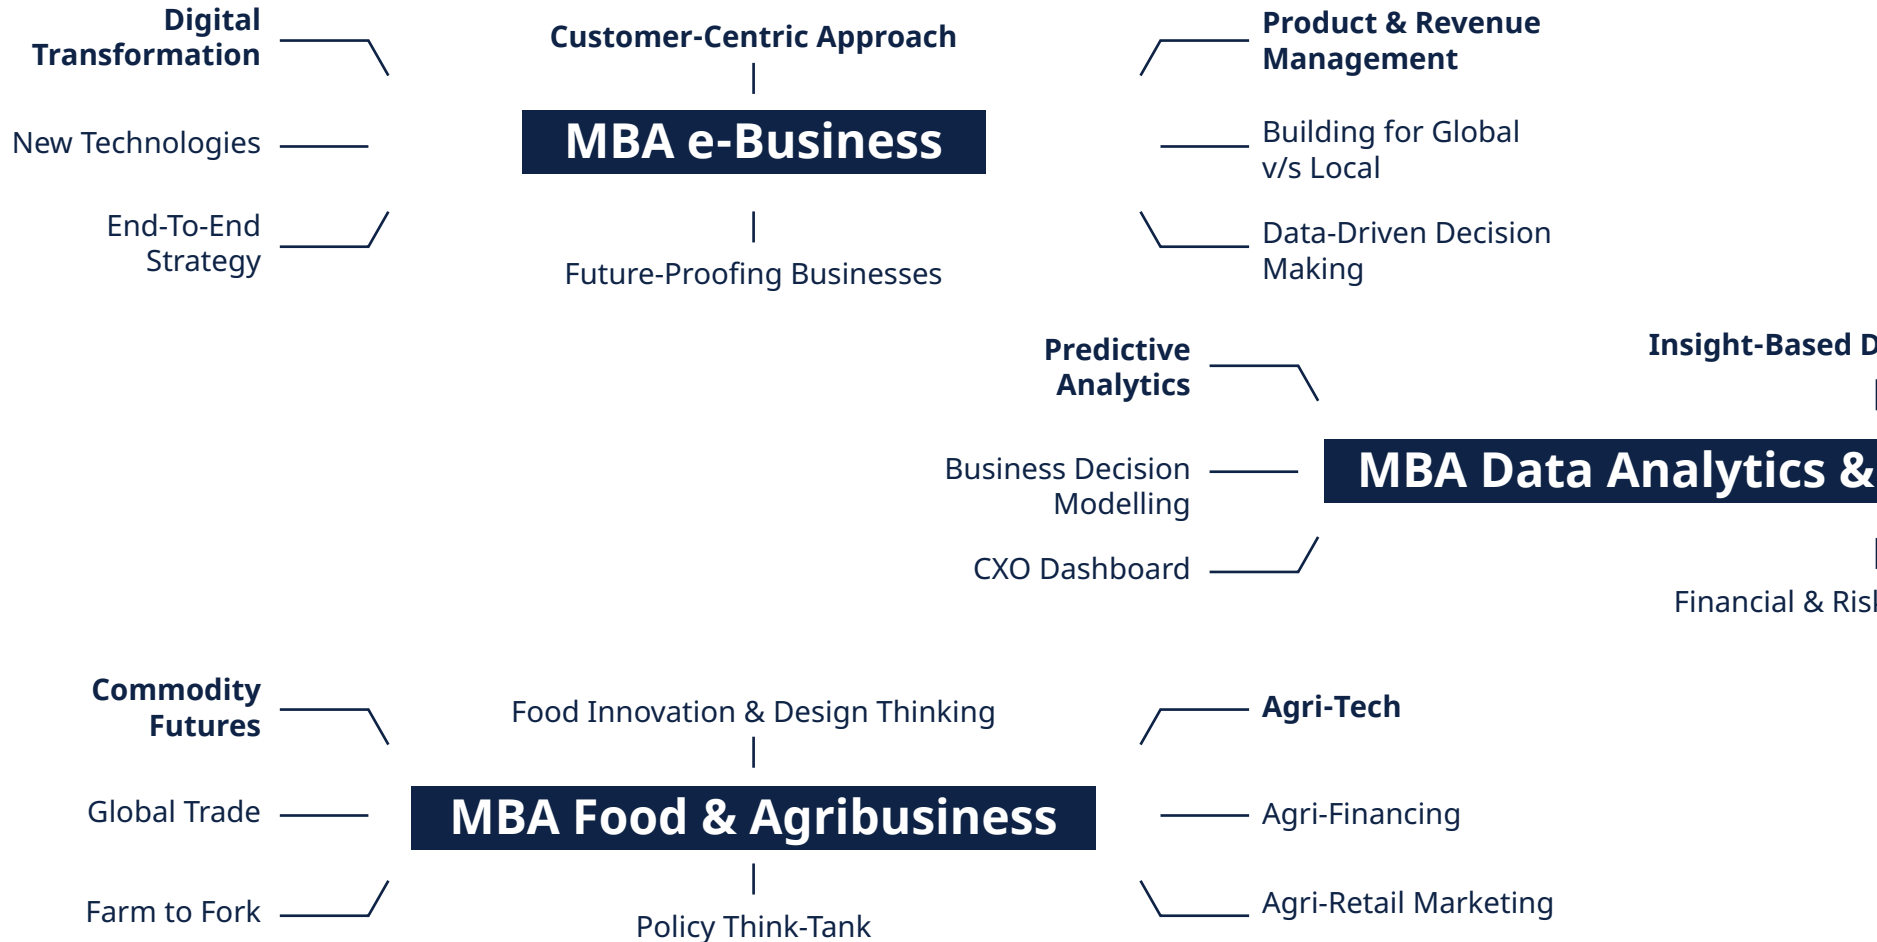 Digital
Transformation
Customer-Centric Approach
Product & Revenue
Management
New Technologies
MBA e-Business
Building for Global
v/s Local
End-To-End
Strategy
Future-Proofing Businesses
Data-Driven Decision
Making
Predictive
Analytics
Insight-Based
Business Decision
Modelling
MBA Data Analytics &
CXO Dashboard
Financial &
Commodity
Futures
Food Innovation & Design Thinking
Agri-Tech
Global Trade
MBA Food & Agribusiness
Agri-Financing
Farm to Fork
Policy Think-Tank
Agri-Retail Marketing